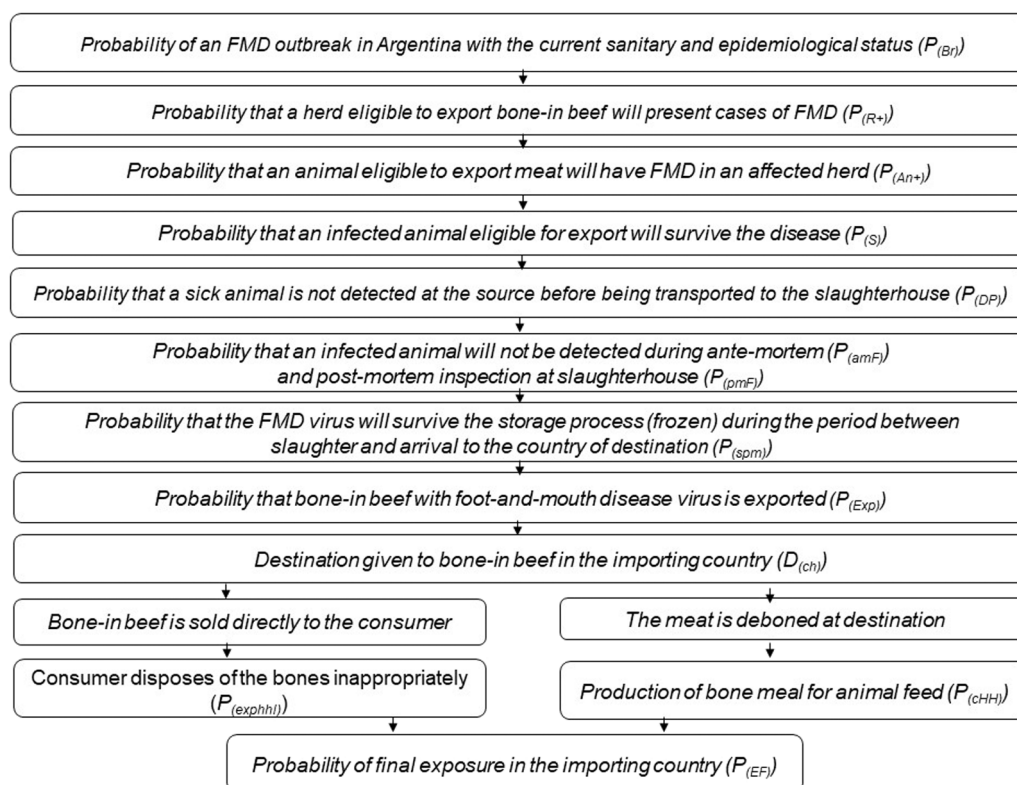 Probability of an FMD outbreak in Argentina with the current sanitary and epidemiological status (P(Br))
Probability that a herd eligible to export bone-in beef will present cases of FMD (P(R+))
Probability that an animal eligible to export meat will have FMD in an affected herd (P(An+))
Probability that an infected animal eligible for export will survive the disease (P(S))
Probability that a sick animal is not detected at the source before being transported to the slaughterhouse (P(DP))
Probability that an infected animal will not be detected during ante-mortem (P(amF))
and post-mortem inspection at slaughterhouse (P(pmF))
Probability that the FMD virus will survive the storage process (frozen) during the period between
slaughter and arrival to the country of destination (P(spm))
Probability that bone-in beef with foot-and-mouth disease virus is exported (P(Exp))
Destination given to bone-in beef in the importing country (D(ch))
Bone-in beef is sold directly to the consumer
The meat is deboned at destination
Consumer disposes of the bones inappropriately
(P(exphhl))
Production of bone meal for animal feed (P(cHH))
Probability of final exposure in the importing country (P(EF))